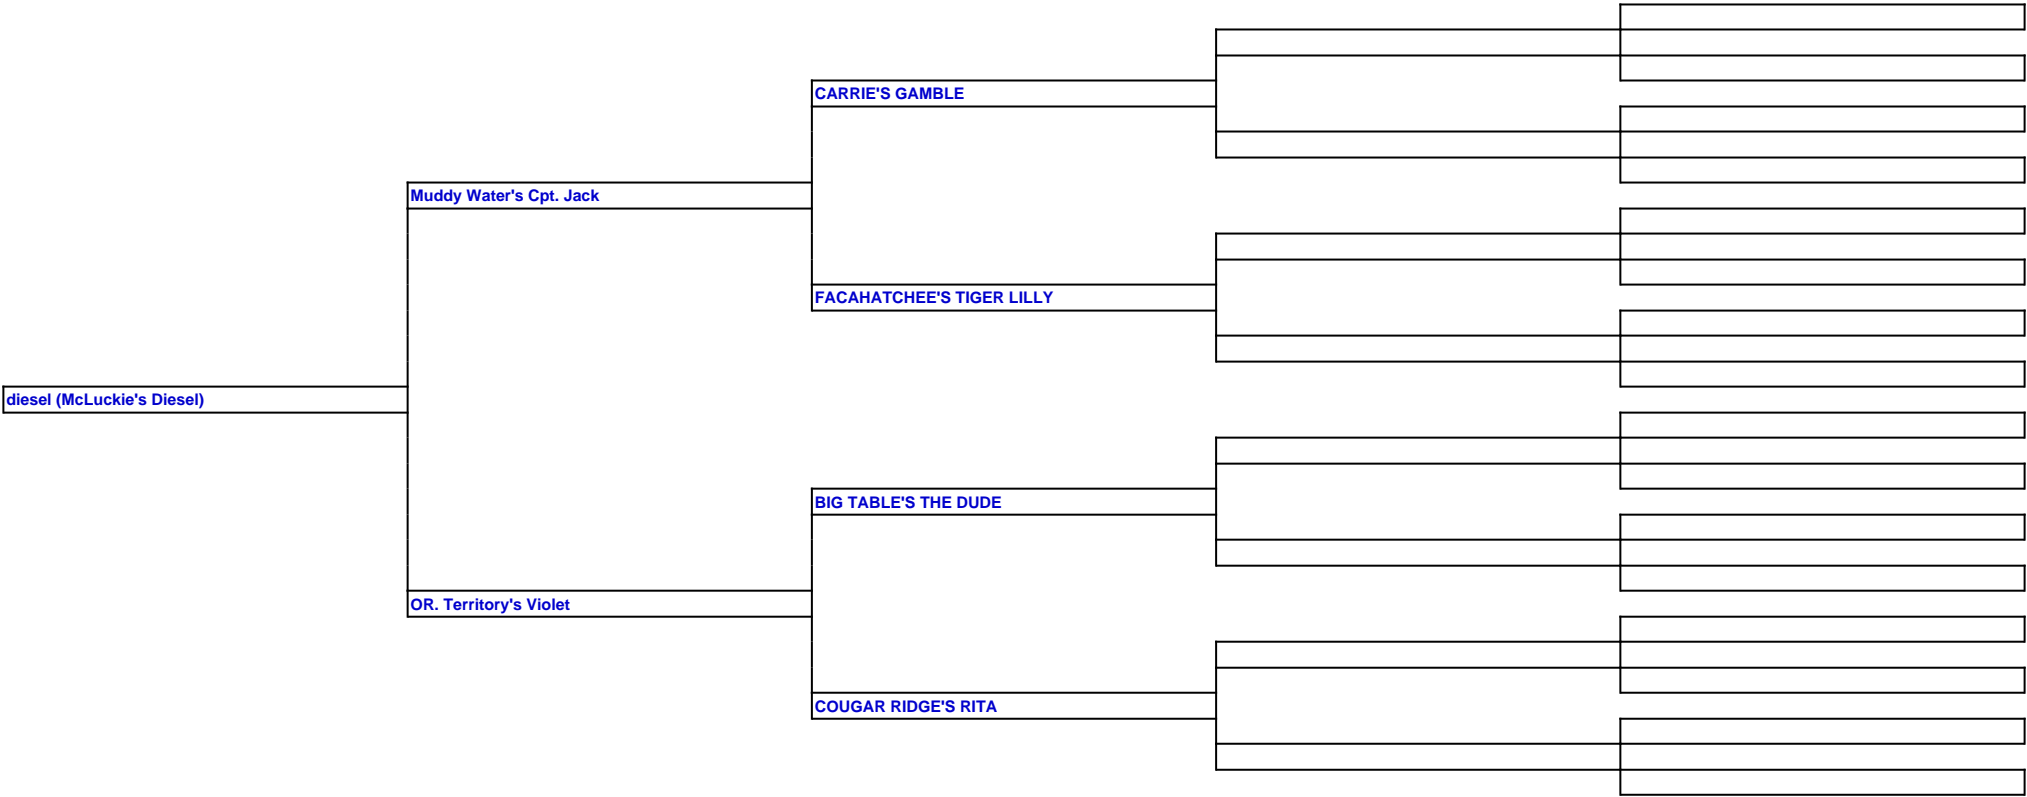 CARRIE'S GAMBLE
Muddy Water's Cpt. Jack
FACAHATCHEE'S TIGER LILLY
diesel (McLuckie's Diesel)
BIG TABLE'S THE DUDE
OR. Territory's Violet
COUGAR RIDGE'S RITA